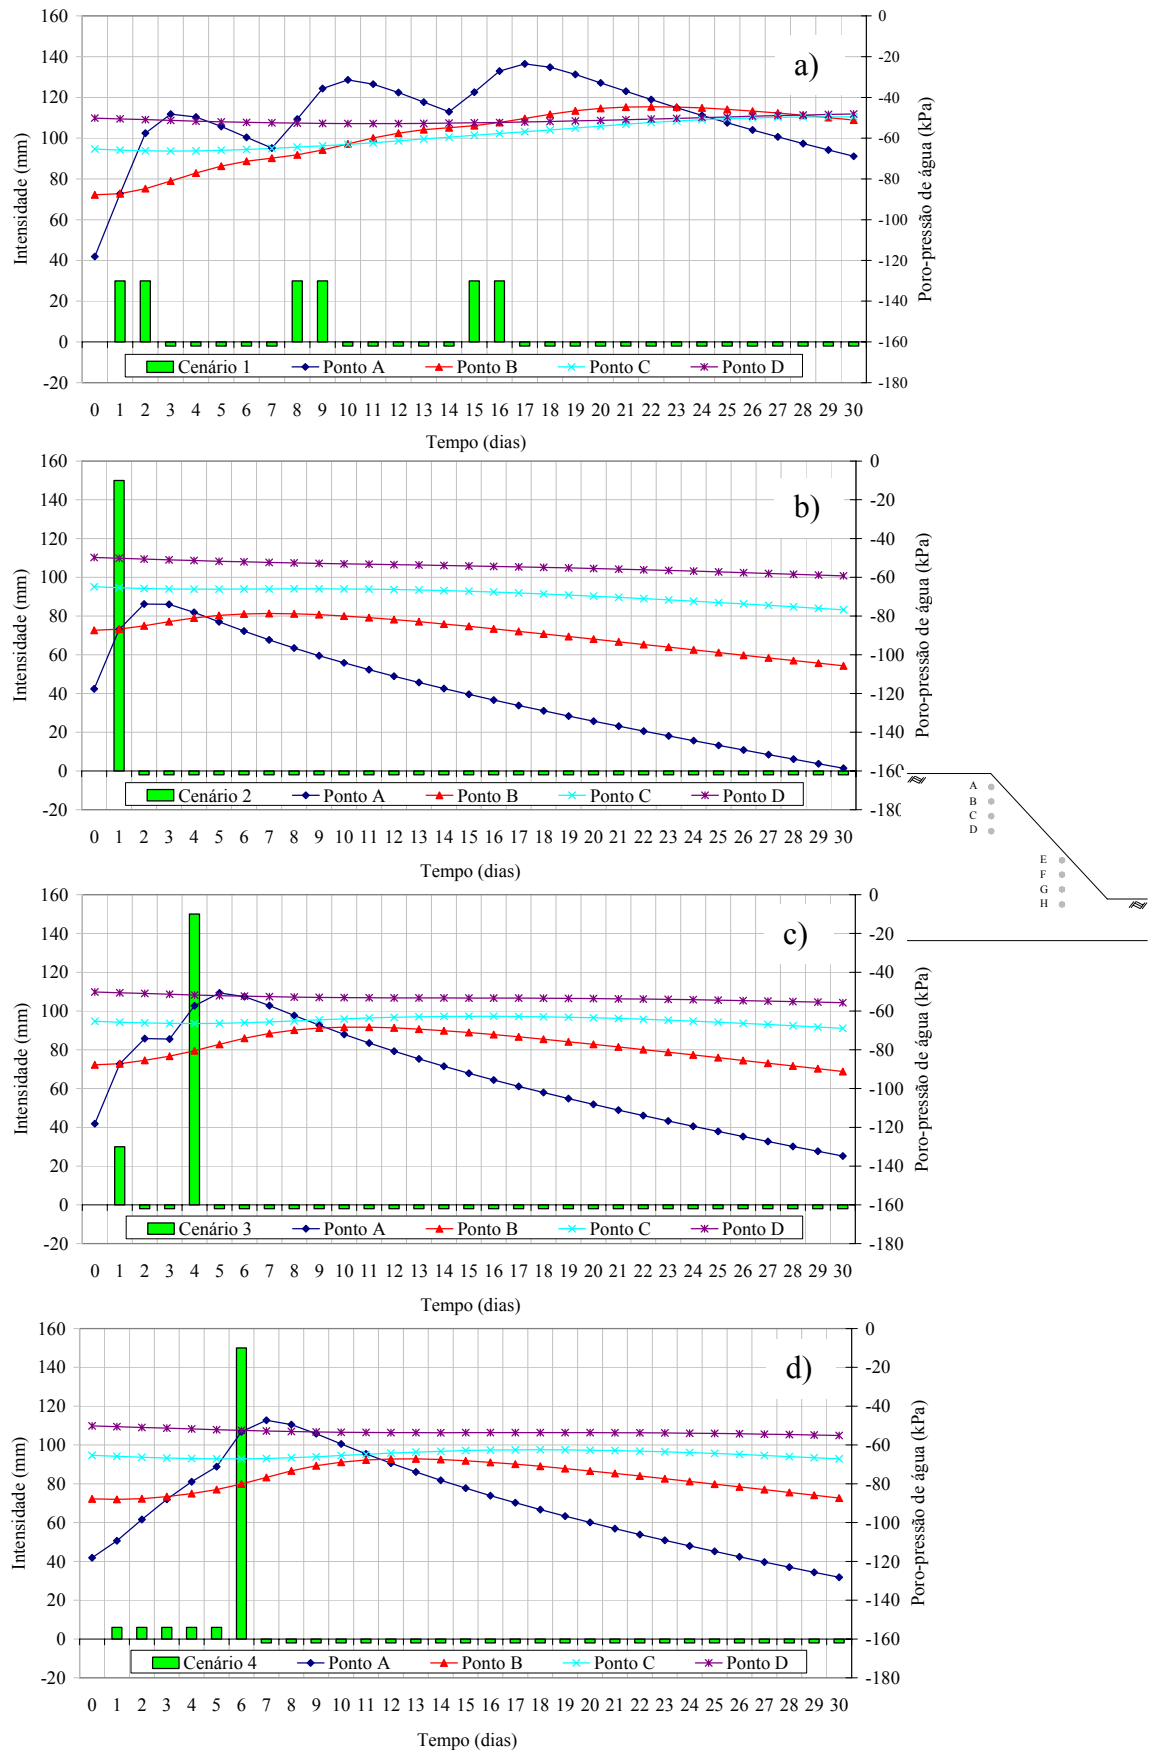 a)
Intensidade (mm)
160
140
120
100
80
60
40
20
0
-20
0
-20
-40
-60
-80
-100
-120
-140
-160
-180
Poro-pressão de água (kPa)
Cenário 1 Ponto A Ponto B Ponto C Ponto D
0 1 2 3 4 5 6 7 8 9 10 11 12 13 14 15 16 17 18 19 20 21 22 23 24 25 26 27 28 29 30
Tempo (dias)
b)
Intensidade (mm)
160
140
120
100
80
60
40
20
0
-20
0
-20
-40
-60
-80
-100
-120
-140
-160
-180
Poro-pressão de água (kPa)
Cenário 2 Ponto A Ponto B Ponto C Ponto D
0 1 2 3 4 5 6 7 8 9 10 11 12 13 14 15 16 17 18 19 20 21 22 23 24 25 26 27 28 29 30
Tempo (dias)
A
B
C
D
E
F
G
H
c)
Intensidade (mm)
160
140
120
100
80
60
40
20
0
-20
0
-20
-40
-60
-80
-100
-120
-140
-160
-180
Poro-pressão de água (kPa)
Cenário 3 Ponto A Ponto B Ponto C Ponto D
0 1 2 3 4 5 6 7 8 9 10 11 12 13 14 15 16 17 18 19 20 21 22 23 24 25 26 27 28 29 30
Tempo (dias)
d)
Intensidade (mm)
160
140
120
100
80
60
40
20
0
-20
0
-20
-40
-60
-80
-100
-120
-140
-160
-180
Poro-pressão de água (kPa)
Cenário 4 Ponto A Ponto B Ponto C Ponto D
0 1 2 3 4 5 6 7 8 9 10 11 12 13 14 15 16 17 18 19 20 21 22 23 24 25 26 27 28 29 30
Tempo (dias)